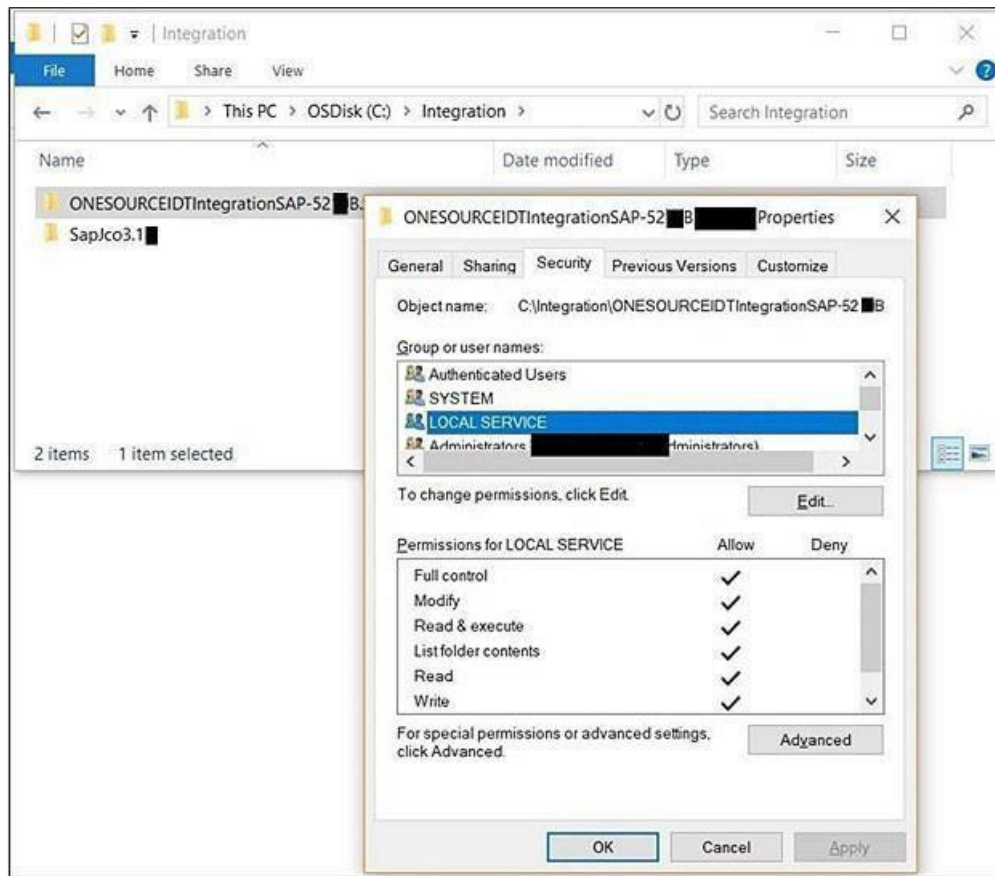 Integration
File Home Share View
This PC > OSDisk (C:) > Integration >
Search Integration
Name Date modified Type Size
ONESOURCEIDTIntegrationSAP-52 B.
SapJco3.1
2 items 1 item selected
ONESOURCEIDTIntegrationSAP-52 B Properties
General Sharing Security Previous Versions Customize
Object name: C:\Integration\ONESOURCEIDTIntegrationSAP-52 B
Group or user names:
Authenticated Users
SYSTEM
LOCAL SERVICE
Administrators dministrators)
To change permissions, click Edit.
Edit...
Permissions for LOCAL SERVICE Allow Deny
Full control
Modify
Read & execute
List folder contents
Read
Write
For special permissions or advanced settings,
click Advanced.
Advanced
OK Cancel Apply